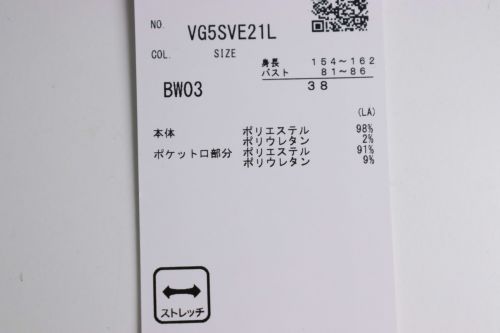 NO. VG5SVE21L
COL. SIZE
身長 154～162
バスト 81～86
BW03 38
(LA)
本体 ポリエステル 98%
ポリウレタン 2%
ポケット口部分 ポリエステル 91%
ポリウレタン 9%
ストレッチ